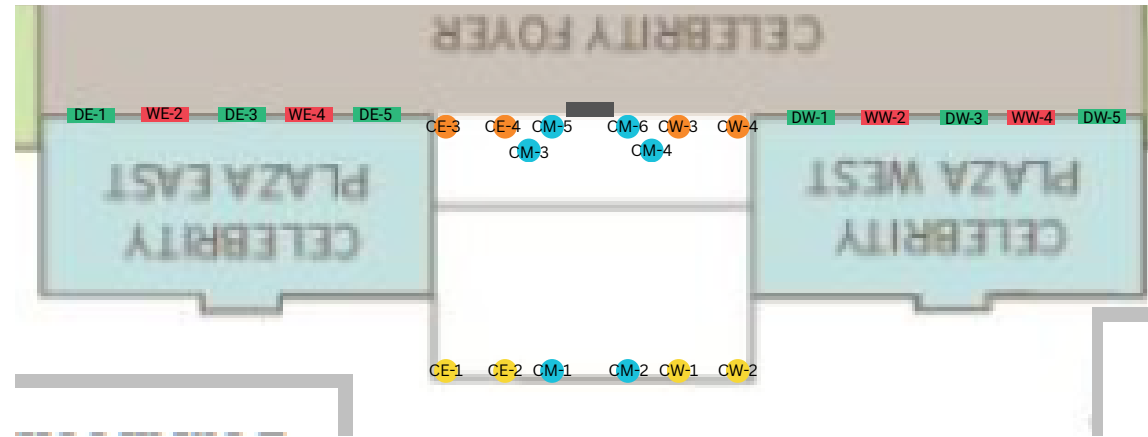 CELEBRITY FOYER
DE-1 WE-2 DE-3 WE-4 DE-5
DW-1 WW-2 DW-3 WW-4 DW-5
CE-3 CE-4 CM-5 CM-6 CW-3 CW-4
CM-3 CM-4
CELEBRITY
PLAZA EAST
CELEBRITY
PLAZA WEST
CE-1 CE-2 CM-1 CM-2 CW-1 CW-2